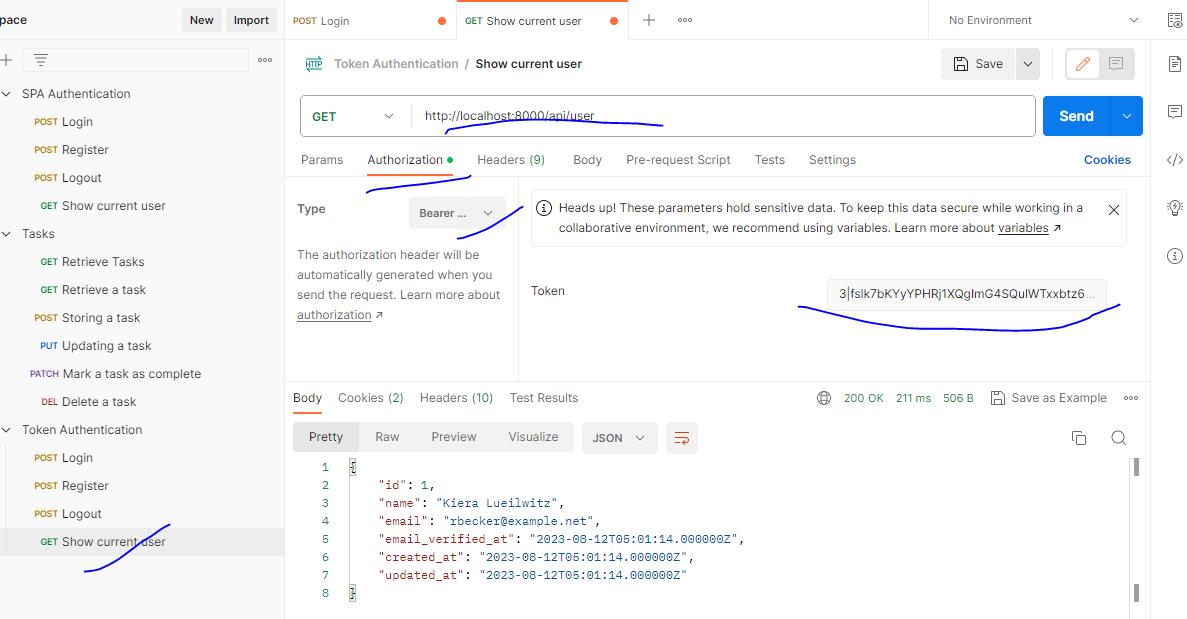 pace
New
Import
SPA Authentication
POST Login
POST Register
POST Logout
GET Show current user
Tasks
GET Retrieve Tasks
GET Retrieve a task
POST Storing a task
PUT Updating a task
PATCH Mark a task as complete
DEL Delete a task
Token Authentication
POST Login
POST Register
POST Logout
GET Show current user
POST Login
GET Show current user
No Environment
HTTP Token Authentication / Show current user
Save
GET
http://localhost:8000/api/user
Send
Params
Authorization
Headers (9)
Body
Pre-request Script
Tests
Settings
Cookies
Type
Bearer ...
The authorization header will be
automatically generated when you
send the request. Learn more about
authorization ↗
Heads up! These parameters hold sensitive data. To keep this data secure while working in a
collaborative environment, we recommend using variables. Learn more about variables ↗
Token
3|fslk7bKYyYPHRj1XQgImG4SQulWTxxbtz6...
Body
Cookies (2)
Headers (10)
Test Results
200 OK
211 ms
506 B
Save as Example
Pretty
Raw
Preview
Visualize
JSON
1 {
2 "id": 1,
3 "name": "Kiera Lueilwitz",
4 "email": "rbecker@example.net",
5 "email_verified_at": "2023-08-12T05:01:14.000000Z",
6 "created_at": "2023-08-12T05:01:14.000000Z",
7 "updated_at": "2023-08-12T05:01:14.000000Z"
8 }